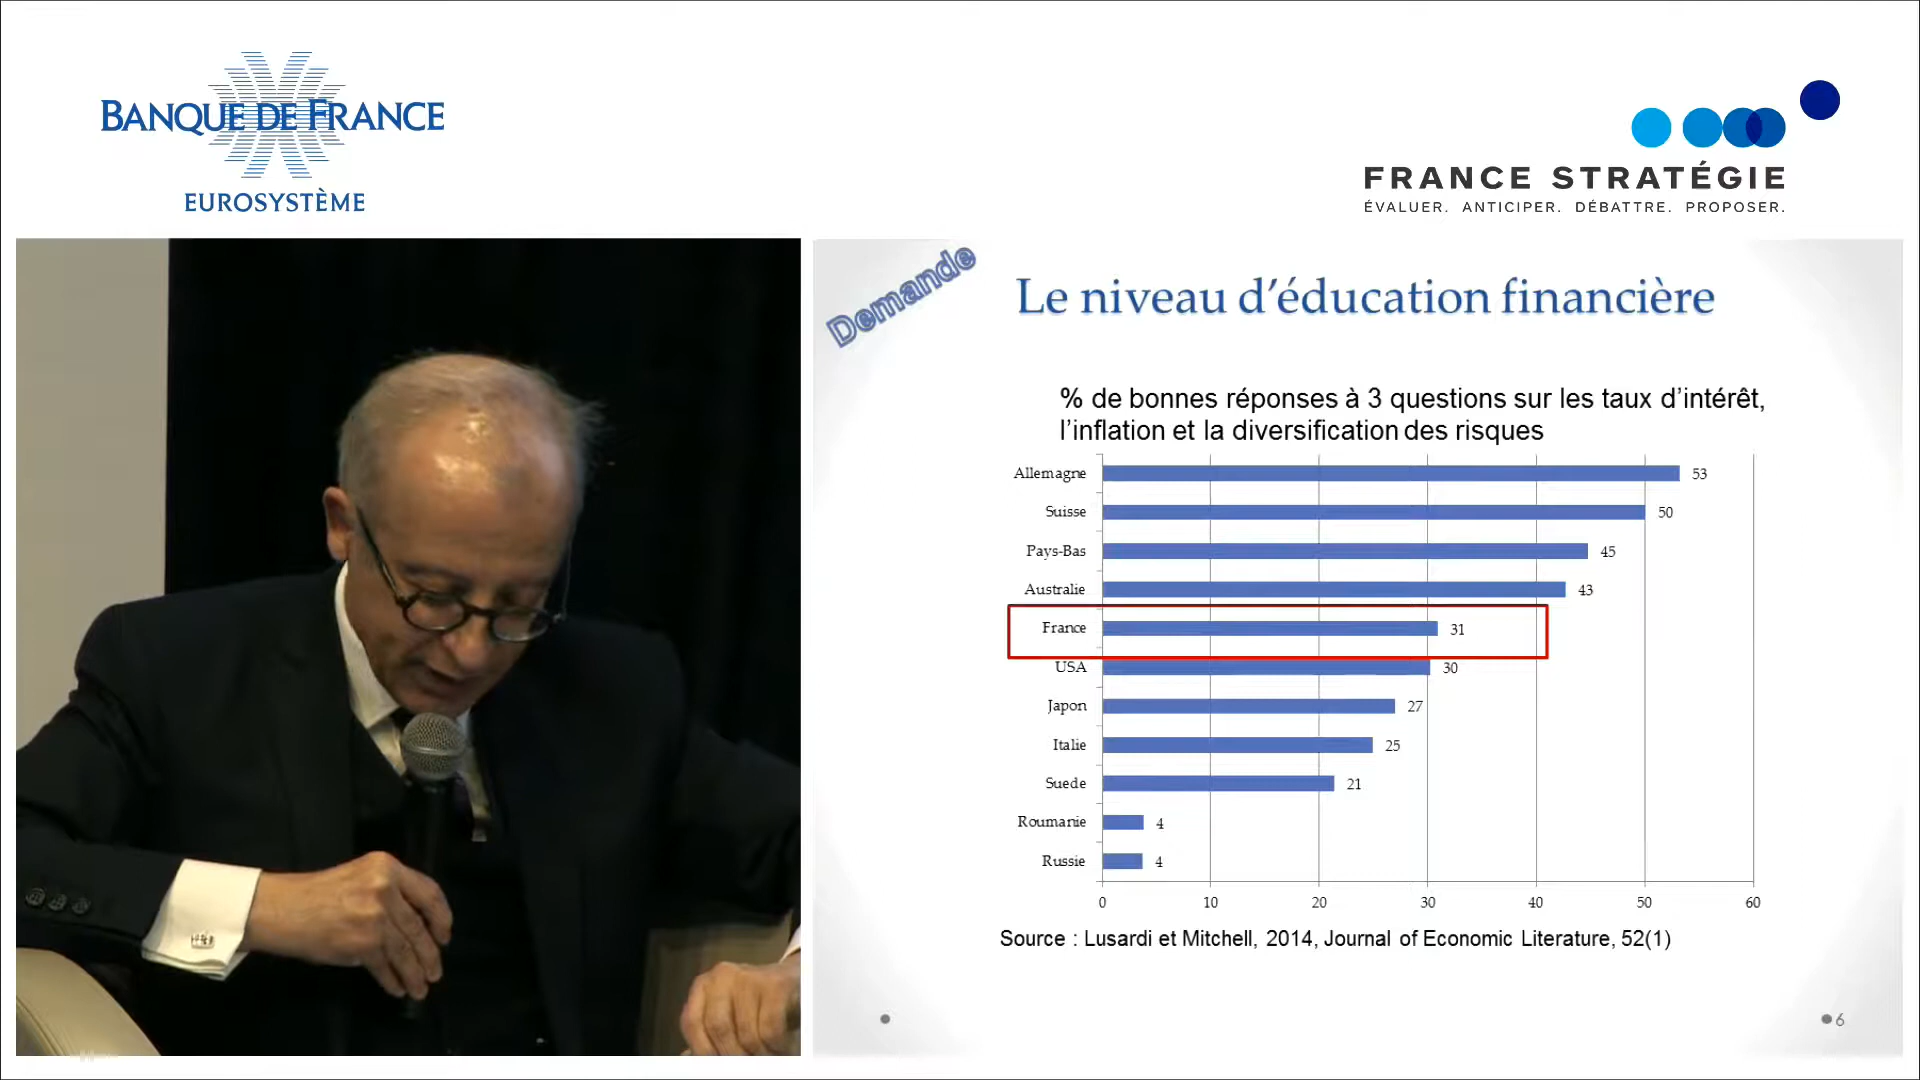 BANQUE DE FRANCE
EUROSYSTÈME
FRANCE STRATÉGIE
ÉVALUER. ANTICIPER. DÉBATTRE. PROPOSER.
Demande
Le niveau d’éducation financière
% de bonnes réponses à 3 questions sur les taux d’intérêt,
l’inflation et la diversification des risques
Allemagne 53
Suisse 50
Pays-Bas 45
Australie 43
France 31
USA 30
Japon 27
Italie 25
Suede 21
Roumanie 4
Russie 4
0 10 20 30 40 50 60
Source : Lusardi et Mitchell, 2014, Journal of Economic Literature, 52(1)
6